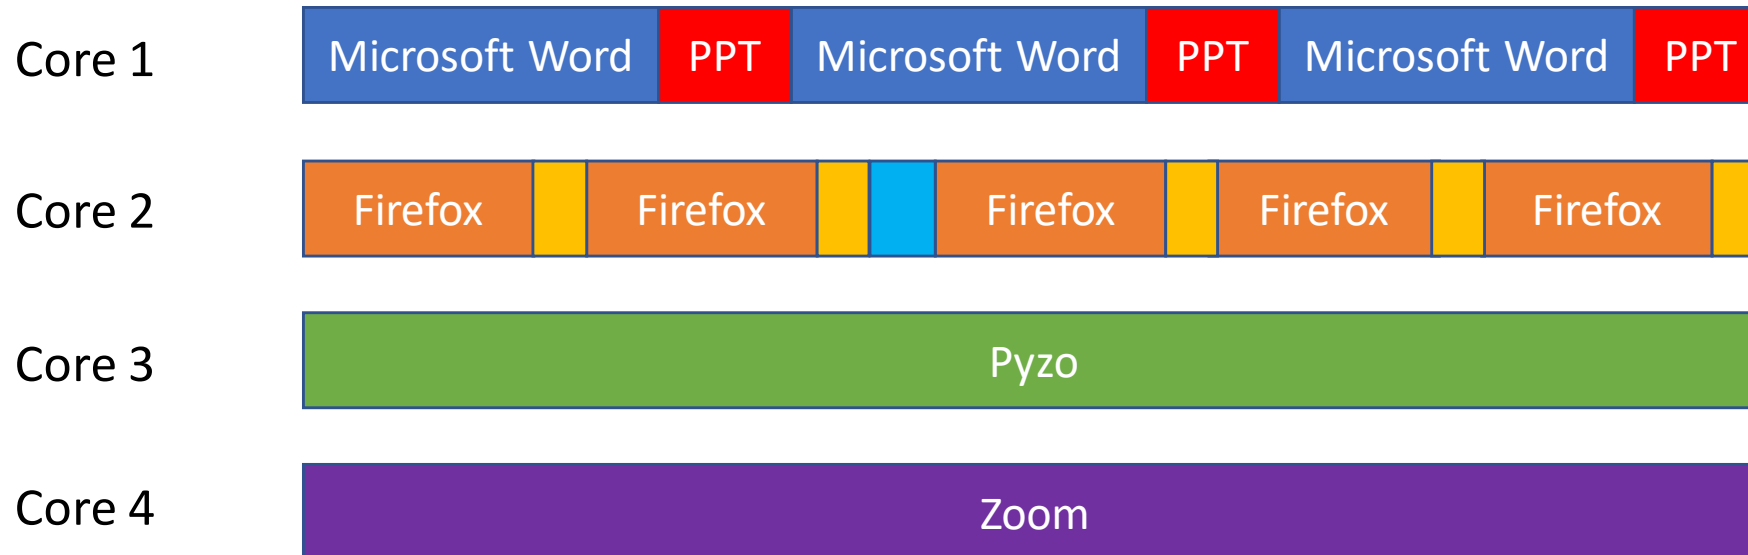 Core 1 Microsoft Word PPT Microsoft Word PPT Microsoft Word PPT
Core 2 Firefox Firefox Firefox Firefox Firefox
Core 3 Pyzo
Core 4 Zoom